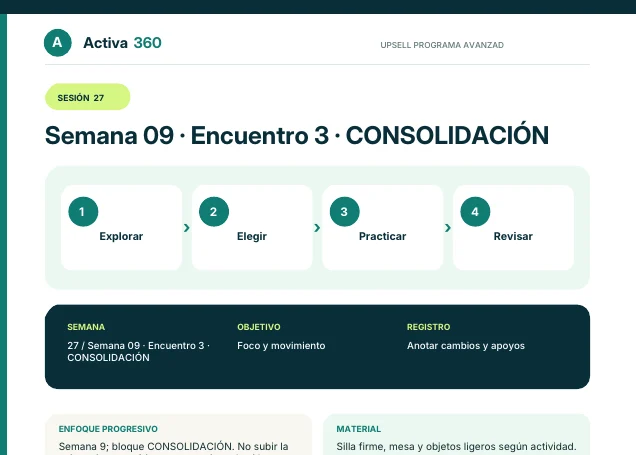 A Activa 360
UPSELL PROGRAMA AVANZAD
SESIÓN 27
Semana 09 · Encuentro 3 · CONSOLIDACIÓN
1
Explorar
›
2
Elegir
›
3
Practicar
›
4
Revisar
SEMANA
27 / Semana 09 · Encuentro 3 ·
CONSOLIDACIÓN
OBJETIVO
Foco y movimiento
REGISTRO
Anotar cambios y apoyos
ENFOQUE PROGRESIVO
Semana 9; bloque CONSOLIDACIÓN. No subir la
MATERIAL
Silla firme, mesa y objetos ligeros según actividad.